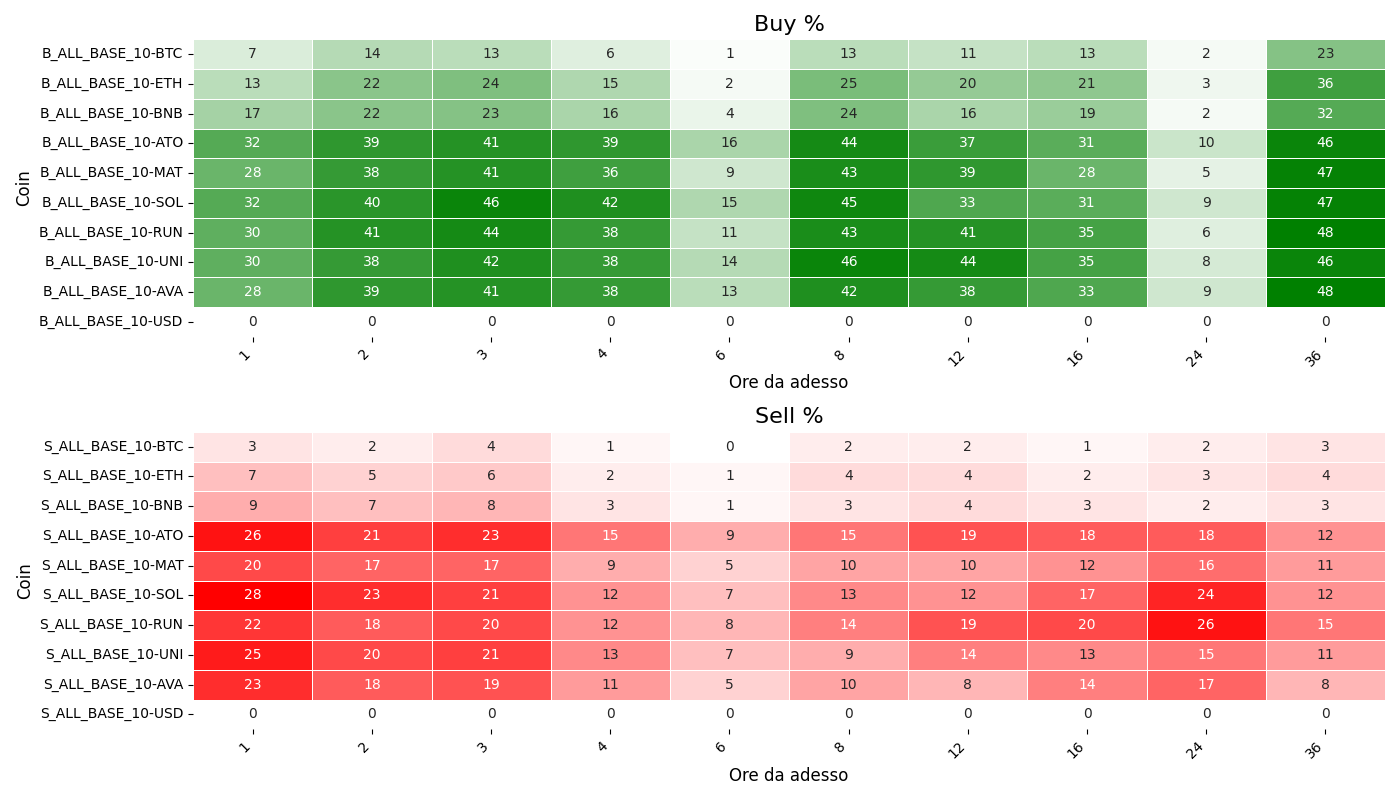 Buy %
Coin
B_ALL_BASE_10-BTC 7 14 13 6 1 13 11 13 2 23
B_ALL_BASE_10-ETH 13 22 24 15 2 25 20 21 3 36
B_ALL_BASE_10-BNB 17 22 23 16 4 24 16 19 2 32
B_ALL_BASE_10-ATO 32 39 41 39 16 44 37 31 10 46
B_ALL_BASE_10-MAT 28 38 41 36 9 43 39 28 5 47
B_ALL_BASE_10-SOL 32 40 46 42 15 45 33 31 9 47
B_ALL_BASE_10-RUN 30 41 44 38 11 43 41 35 6 48
B_ALL_BASE_10-UNI 30 38 42 38 14 46 44 35 8 46
B_ALL_BASE_10-AVA 28 39 41 38 13 42 38 33 9 48
B_ALL_BASE_10-USD 0 0 0 0 0 0 0 0 0 0
1 2 3 4 6 8 12 16 24 36
Ore da adesso
Sell %
Coin
S_ALL_BASE_10-BTC 3 2 4 1 0 2 2 1 2 3
S_ALL_BASE_10-ETH 7 5 6 2 1 4 4 2 3 4
S_ALL_BASE_10-BNB 9 7 8 3 1 3 4 3 2 3
S_ALL_BASE_10-ATO 26 21 23 15 9 15 19 18 18 12
S_ALL_BASE_10-MAT 20 17 17 9 5 10 10 12 16 11
S_ALL_BASE_10-SOL 28 23 21 12 7 13 12 17 24 12
S_ALL_BASE_10-RUN 22 18 20 12 8 14 19 20 26 15
S_ALL_BASE_10-UNI 25 20 21 13 7 9 14 13 15 11
S_ALL_BASE_10-AVA 23 18 19 11 5 10 8 14 17 8
S_ALL_BASE_10-USD 0 0 0 0 0 0 0 0 0 0
1 2 3 4 6 8 12 16 24 36
Ore da adesso